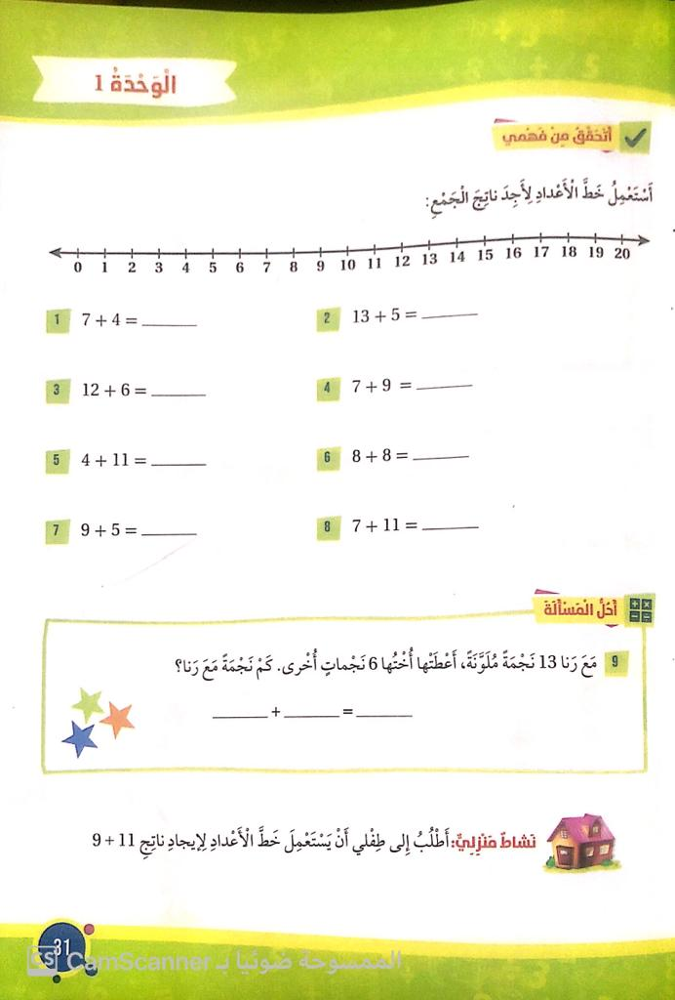 الْوَحْدَةُ 1
أَتَحَقَّقُ مِنْ فَهْمي
أَسْتَعْمِلُ خَطَّ الْأَعْدادِ لِأَجِدَ ناتِجَ الْجَمْعِ:
0 1 2 3 4 5 6 7 8 9 10 11 12 13 14 15 16 17 18 19 20
1 7 + 4 = ______ 2 13 + 5 = ______
3 12 + 6 = ______ 4 7 + 9 = ______
5 4 + 11 = ______ 6 8 + 8 = ______
7 9 + 5 = ______ 8 7 + 11 = ______
أَحُلُّ الْمَسْأَلَةَ
9 مَعَ رَنا 13 نَجْمَةً مُلَوَّنَةً، أَعْطَتْها أُخْتُها 6 نَجْماتٍ أُخْرى. كَمْ نَجْمَةً مَعَ رَنا؟
______ + ______ = ______
نَشاطٌ مَنْزِلِيٌّ: أَطْلُبُ إِلى طِفْلي أَنْ يَسْتَعْمِلَ خَطَّ الْأَعْدادِ لِإيجادِ ناتِجِ 11 + 9
31
CS CamScanner الممسوحة ضوئيا بـ